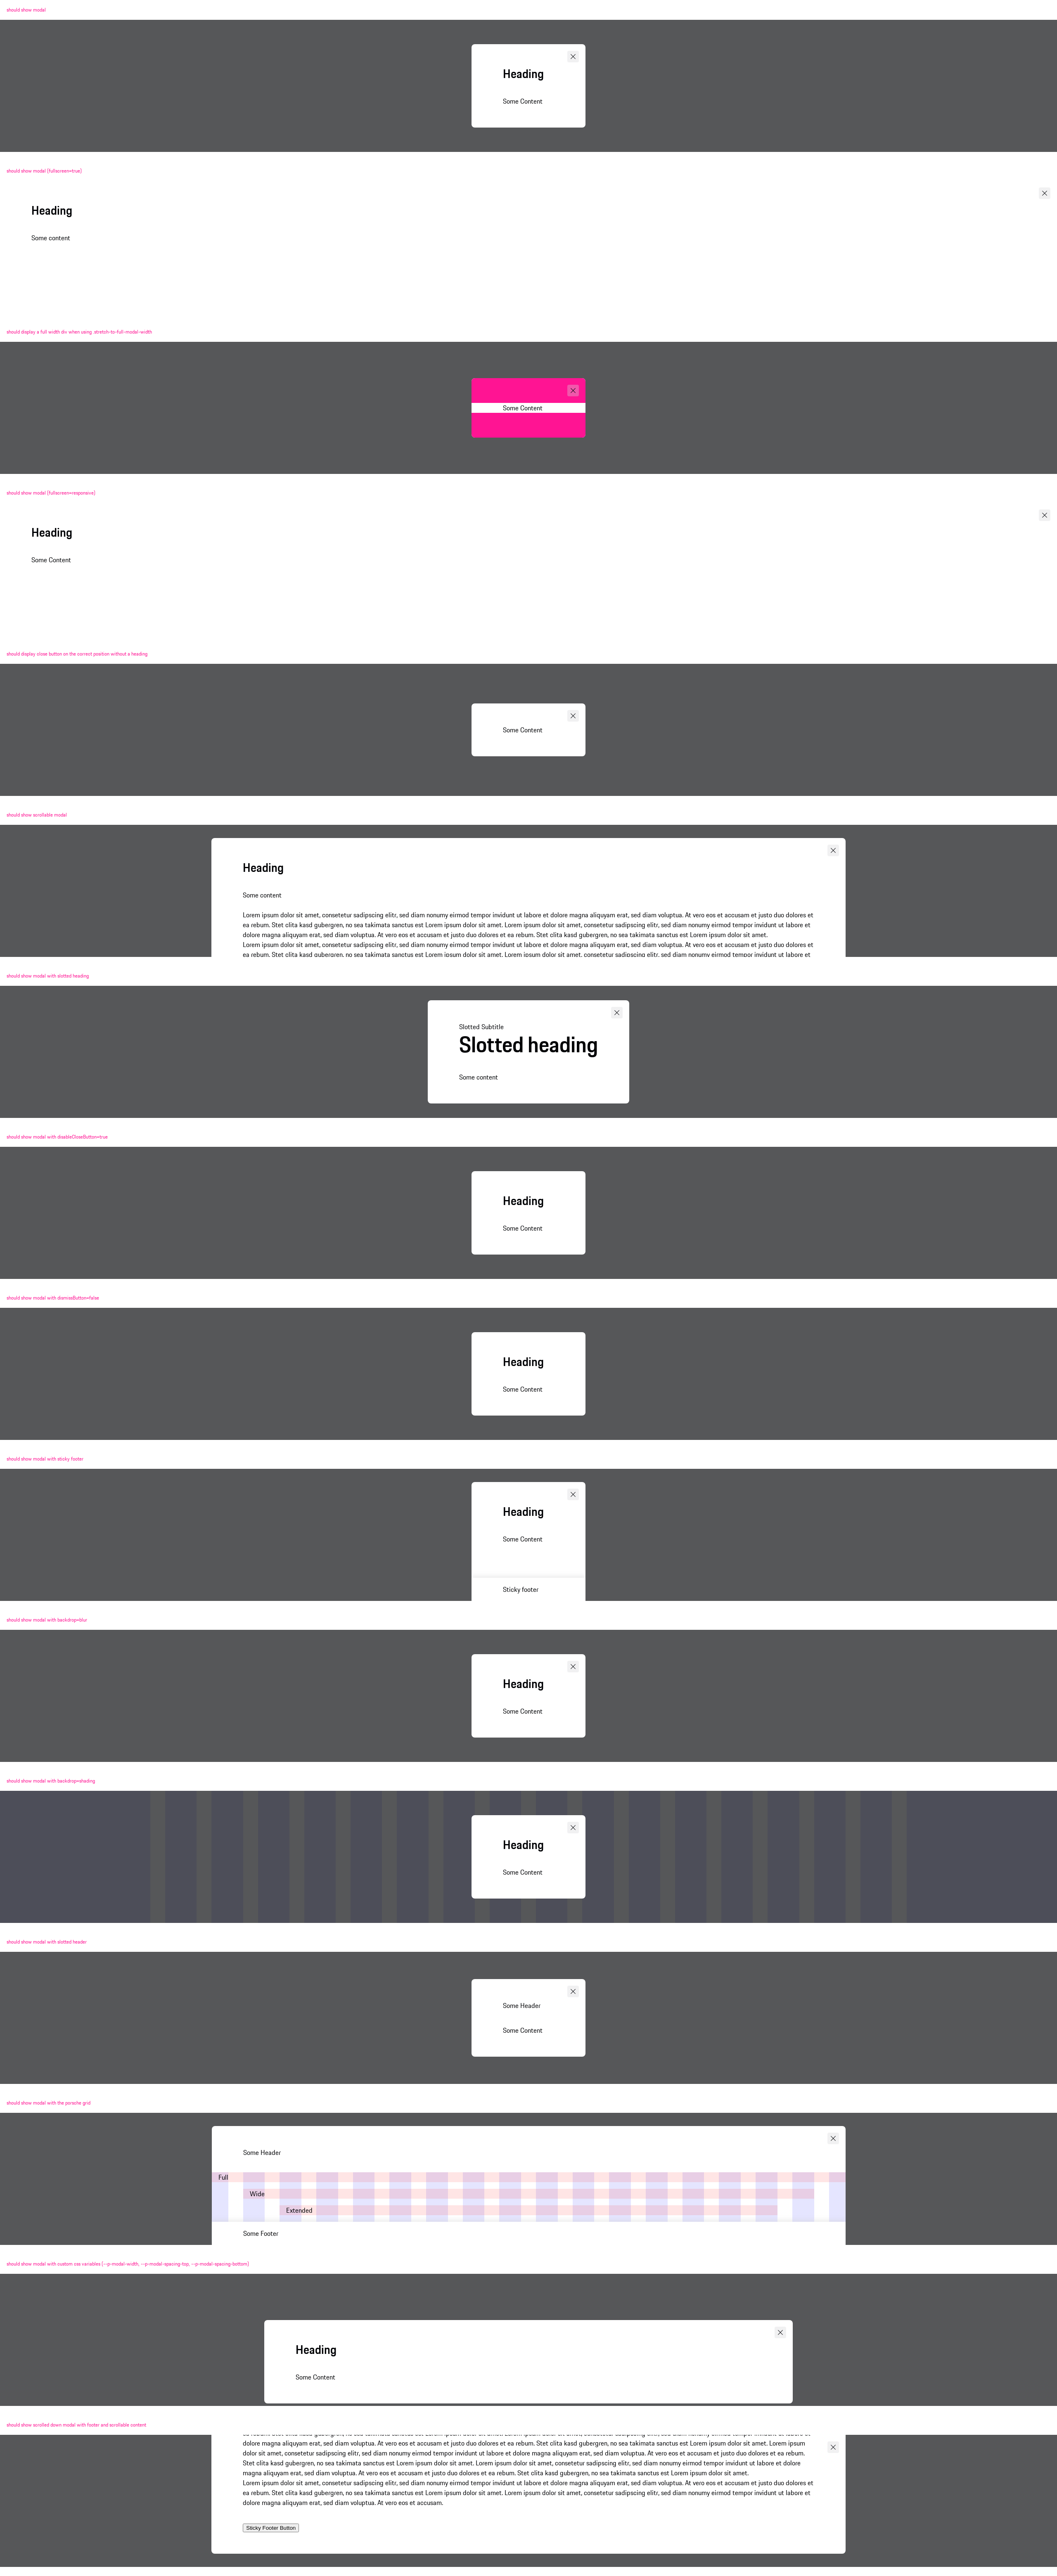 should show modal
Heading
Some Content
should show modal [fullscreen=true]
Heading
Some content
should display a full width div when using .stretch-to-full-modal-width
Some Content
should show modal [fullscreen=responsive]
Heading
Some Content
should display close button on the correct position without a heading
Some Content
should show scrollable modal
Heading
Some content
Lorem ipsum dolor sit amet, consetetur sadipscing elitr, sed diam nonumy eirmod tempor invidunt ut labore et dolore magna aliquyam erat, sed diam voluptua. At vero eos et accusam et justo duo dolores et
ea rebum. Stet clita kasd gubergren, no sea takimata sanctus est Lorem ipsum dolor sit amet. Lorem ipsum dolor sit amet, consetetur sadipscing elitr, sed diam nonumy eirmod tempor invidunt ut labore et
dolore magna aliquyam erat, sed diam voluptua. At vero eos et accusam et justo duo dolores et ea rebum. Stet clita kasd gubergren, no sea takimata sanctus est Lorem ipsum dolor sit amet.
Lorem ipsum dolor sit amet, consetetur sadipscing elitr, sed diam nonumy eirmod tempor invidunt ut labore et dolore magna aliquyam erat, sed diam voluptua. At vero eos et accusam et justo duo dolores et
ea rebum. Stet clita kasd gubergren, no sea takimata sanctus est Lorem ipsum dolor sit amet. Lorem ipsum dolor sit amet, consetetur sadipscing elitr, sed diam nonumy eirmod tempor invidunt ut labore et
should show modal with slotted heading
Slotted Subtitle
Slotted heading
Some content
should show modal with disableCloseButton=true
Heading
Some Content
should show modal with dismissButton=false
Heading
Some Content
should show modal with sticky footer
Heading
Some Content
Sticky footer
should show modal with backdrop=blur
Heading
Some Content
should show modal with backdrop=shading
Heading
Some Content
should show modal with slotted header
Some Header
Some Content
should show modal with the porsche grid
Some Header
Full
Wide
Extended
Some Footer
should show modal with custom css variables (--p-modal-width, --p-modal-spacing-top, --p-modal-spacing-bottom)
Heading
Some Content
should show scrolled down modal with footer and scrollable content
dolore magna aliquyam erat, sed diam voluptua. At vero eos et accusam et justo duo dolores et ea rebum. Stet clita kasd gubergren, no sea takimata sanctus est Lorem ipsum dolor sit amet. Lorem ipsum
dolor sit amet, consetetur sadipscing elitr, sed diam nonumy eirmod tempor invidunt ut labore et dolore magna aliquyam erat, sed diam voluptua. At vero eos et accusam et justo duo dolores et ea rebum.
Stet clita kasd gubergren, no sea takimata sanctus est Lorem ipsum dolor sit amet. Lorem ipsum dolor sit amet, consetetur sadipscing elitr, sed diam nonumy eirmod tempor invidunt ut labore et dolore
magna aliquyam erat, sed diam voluptua. At vero eos et accusam et justo duo dolores et ea rebum. Stet clita kasd gubergren, no sea takimata sanctus est Lorem ipsum dolor sit amet.
Lorem ipsum dolor sit amet, consetetur sadipscing elitr, sed diam nonumy eirmod tempor invidunt ut labore et dolore magna aliquyam erat, sed diam voluptua. At vero eos et accusam et justo duo dolores et
ea rebum. Stet clita kasd gubergren, no sea takimata sanctus est Lorem ipsum dolor sit amet. Lorem ipsum dolor sit amet, consetetur sadipscing elitr, sed diam nonumy eirmod tempor invidunt ut labore et
dolore magna aliquyam erat, sed diam voluptua. At vero eos et accusam.
Sticky Footer Button